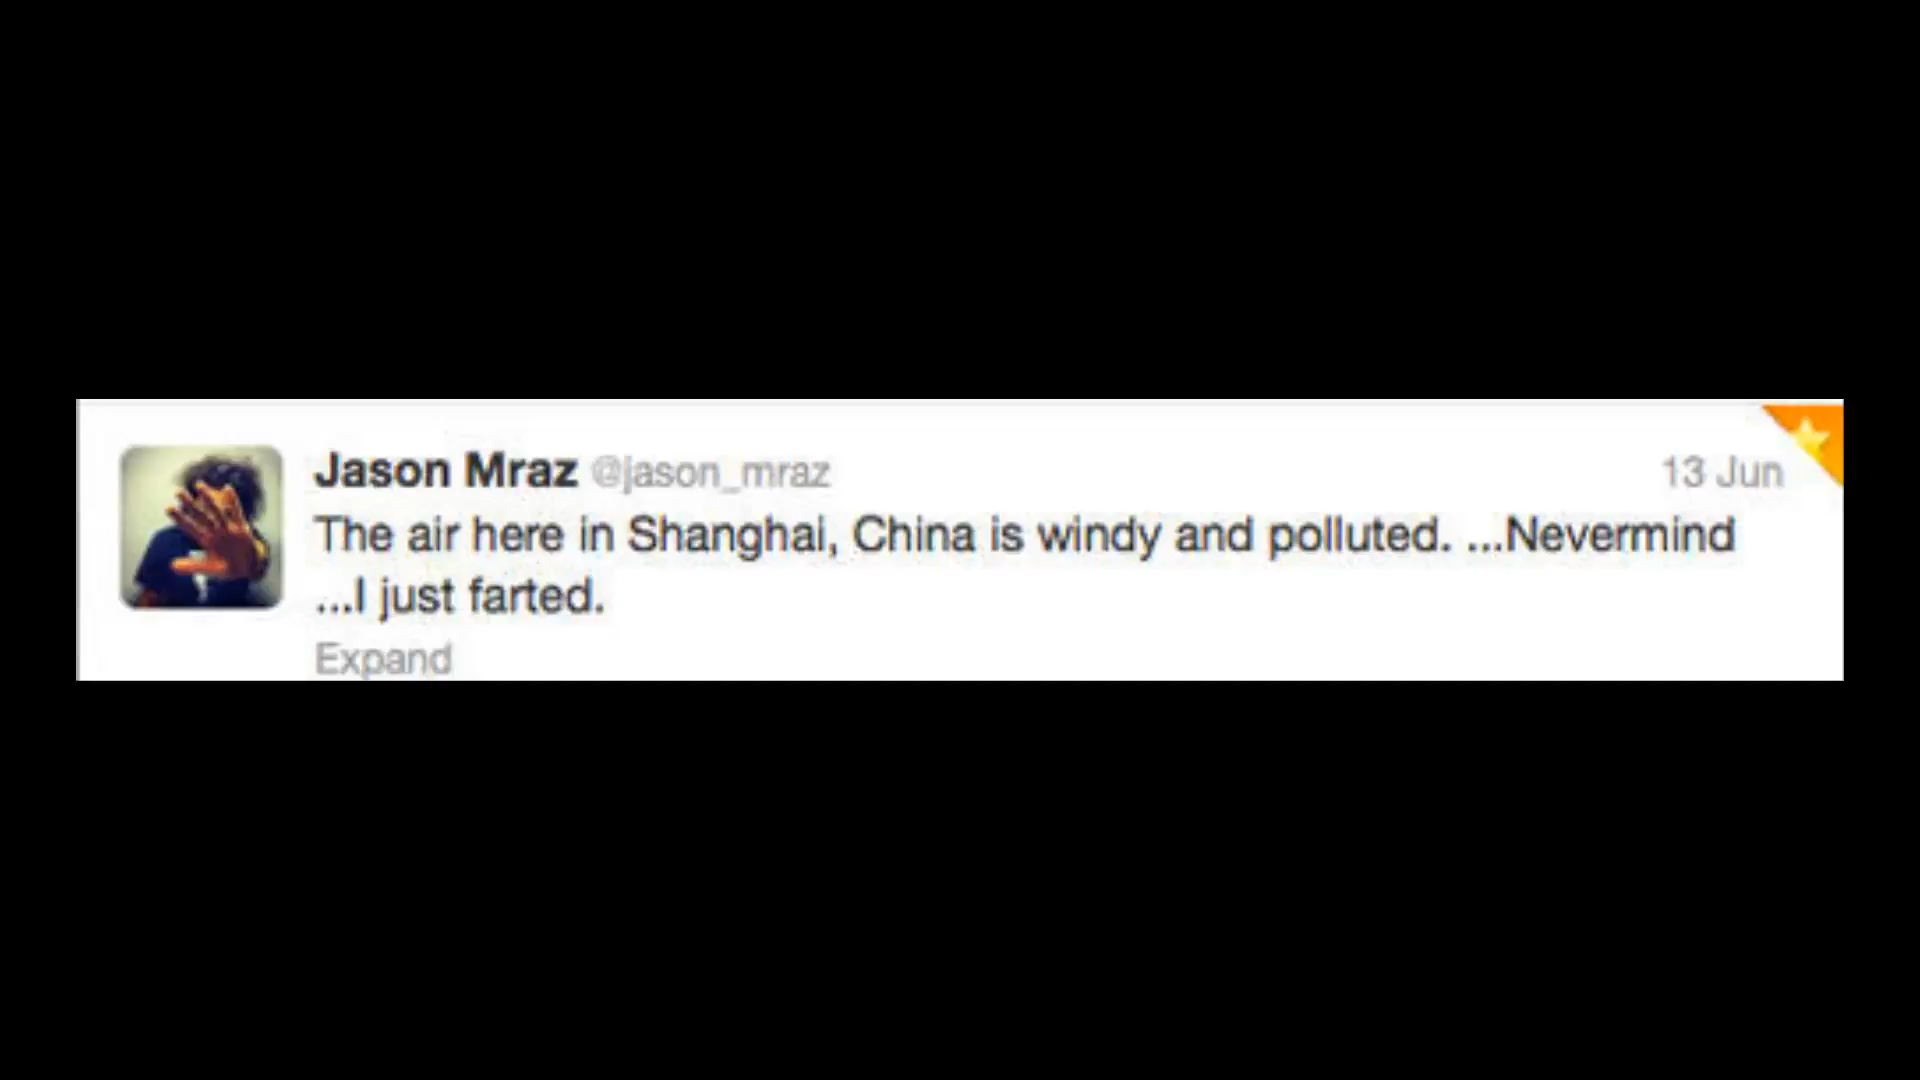 Jason Mraz @jason_mraz 13 Jun
The air here in Shanghai, China is windy and polluted. ...Nevermind
...I just farted.
Expand